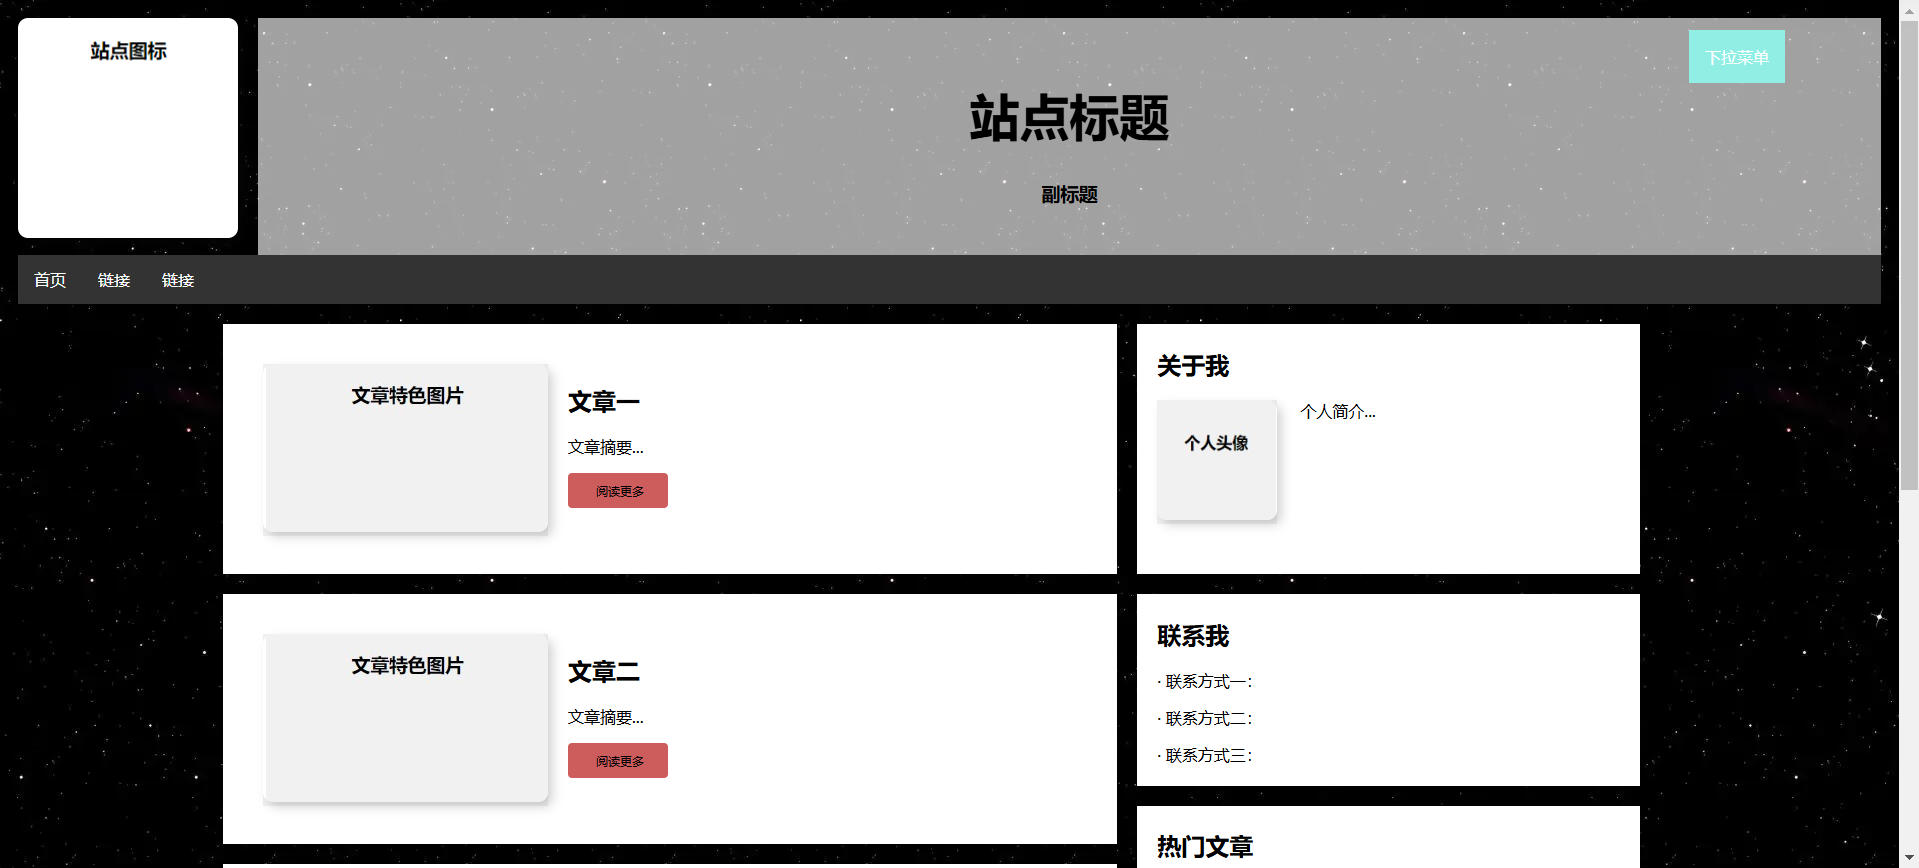 站点图标
下拉菜单
站点标题
副标题
首页 链接 链接
文章特色图片
文章一
文章摘要...
阅读更多
关于我
个人头像
个人简介...
文章特色图片
文章二
文章摘要...
阅读更多
联系我
· 联系方式一：
· 联系方式二：
· 联系方式三：
热门文章